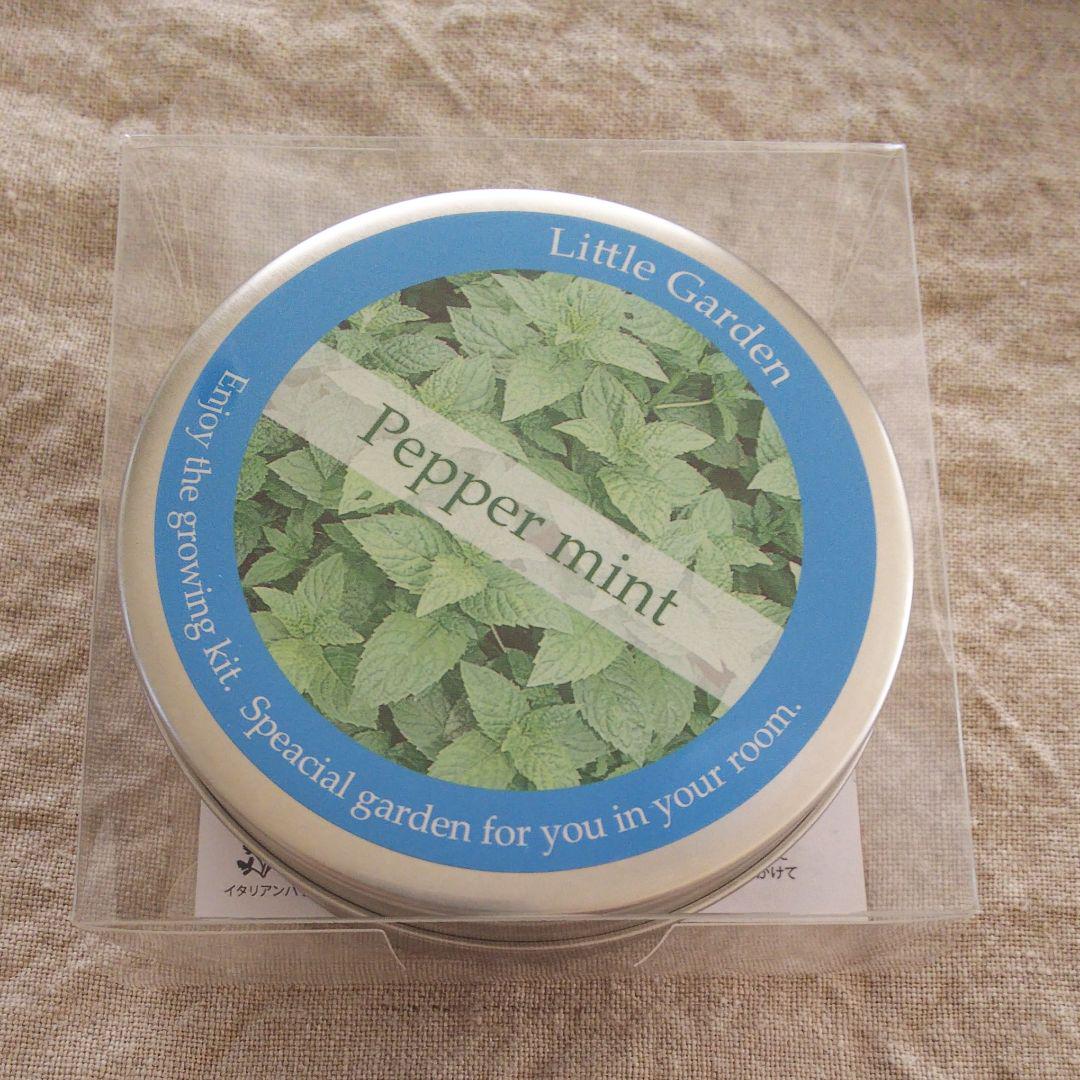 Little Garden
Pepper mint
Enjoy the growing kit. Speacial garden for you in your room.
イタリアンパ
かけて